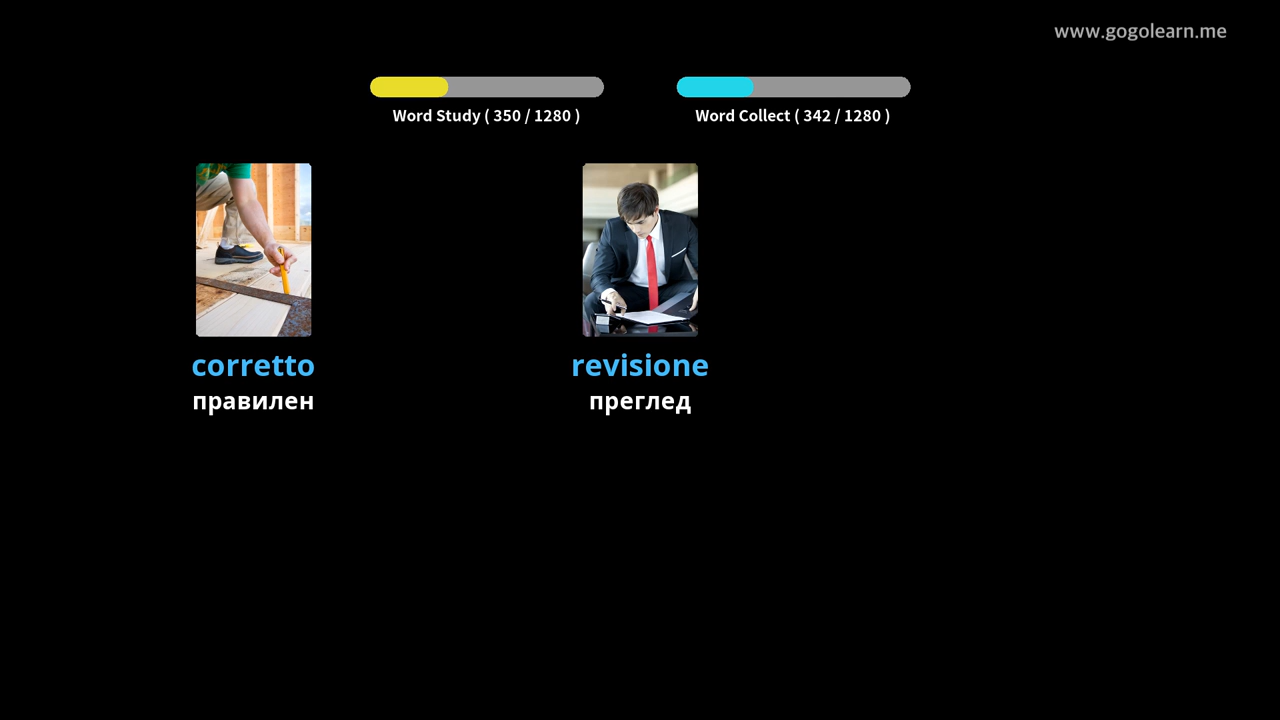 www.gogolearn.me
Word Study ( 350 / 1280 )
Word Collect ( 342 / 1280 )
corretto
правилен
revisione
преглед